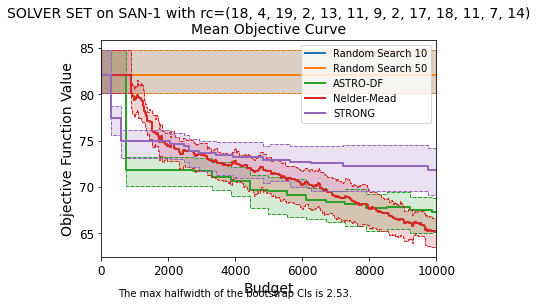 SOLVER SET on SAN-1 with rc=(18, 4, 19, 2, 13, 11, 9, 2, 17, 18, 11, 7, 14)
Mean Objective Curve
85
80
75
70
65
Objective Function Value
Random Search 10
Random Search 50
ASTRO-DF
Nelder-Mead
STRONG
0 2000 4000 6000 8000 10000
Budget
The max halfwidth of the bootstrap CIs is 2.53.